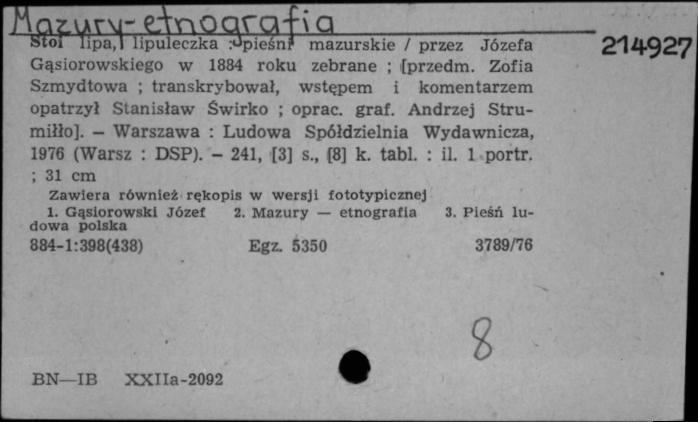 Mazury-etnografia
214927
Stoi lipa, lipuleczka : pieśni mazurskie / przez Józefa
Gąsiorowskiego w 1884 roku zebrane ; [przedm. Zofia
Szmydtowa ; transkrybował, wstępem i komentarzem
opatrzył Stanisław Świrko ; oprac. graf. Andrzej Stru-
miłło]. — Warszawa : Ludowa Spółdzielnia Wydawnicza,
1976 (Warsz : DSP). — 241, [3] s., [8] k. tabl. : il. 1 portr.
; 31 cm
Zawiera również rękopis w wersji fototypicznej
1. Gąsiorowski Józef 2. Mazury — etnografia 3. Pieśń lu-
dowa polska
884-1:398(438) Egz. 5350 3789/76
8
BN—IB XXIIa-2092